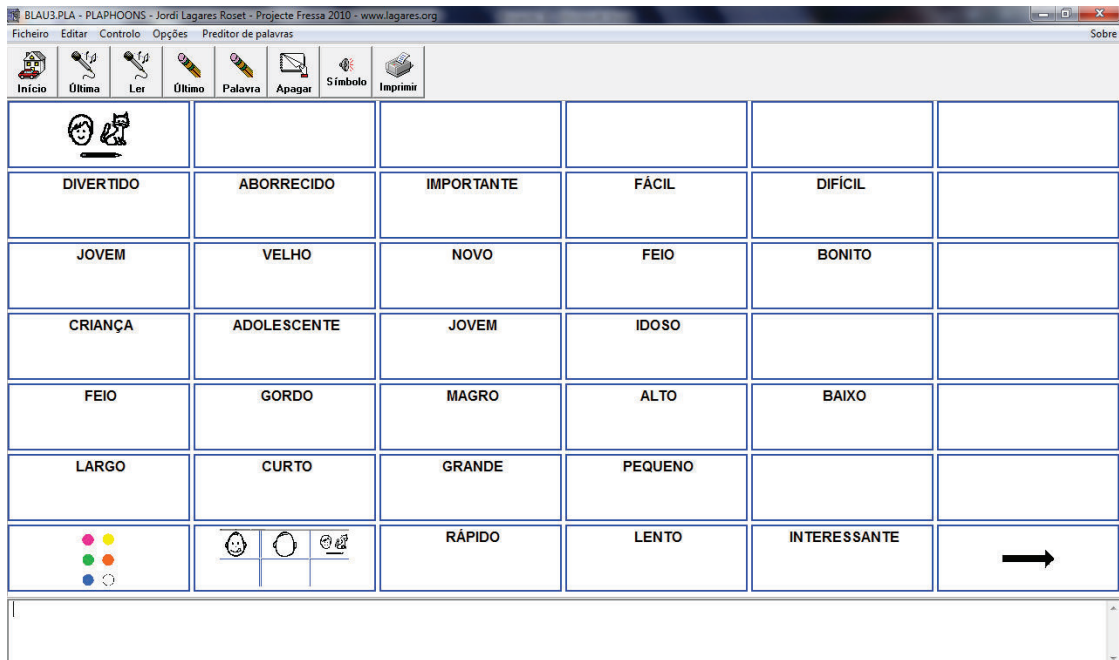 BLAU3.PLA - PLAPHOONS - Jordi Lagares Roset - Projecte Fressa 2010 - www.lagares.org
Ficheiro Editar Controlo Opções Preditor de palavras Sobre
Início Última Ler Último Palavra Apagar Símbolo Imprimir
DIVERTIDO ABORRECIDO IMPORTANTE FÁCIL DIFÍCIL
JOVEM VELHO NOVO FEIO BONITO
CRIANÇA ADOLESCENTE JOVEM IDOSO
FEIO GORDO MAGRO ALTO BAIXO
LARGO CURTO GRANDE PEQUENO
RÁPIDO LENTO INTERESSANTE